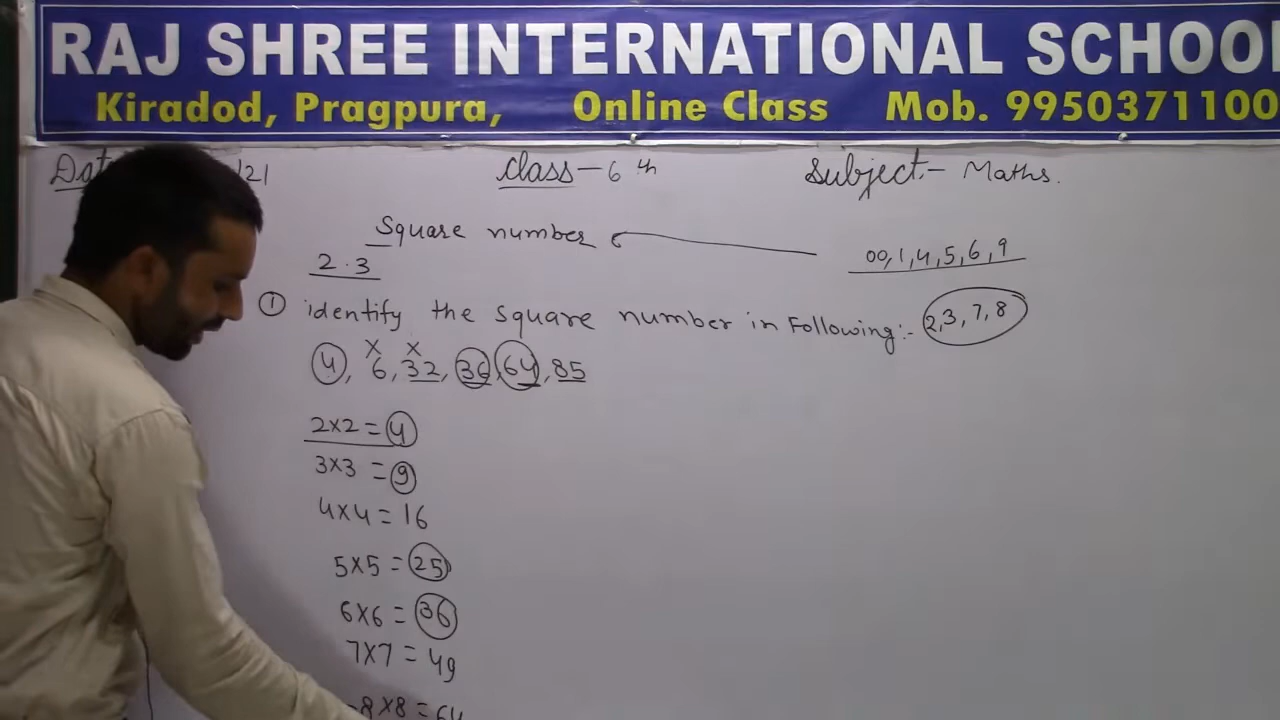 RAJ SHREE INTERNATIONAL SCHOOL
Kiradod, Pragpura, Online Class Mob. 9950371100
Class - 6 th Subject:- Maths.
Square number 00, 1, 4, 5, 6, 9
2.3
① identify the square number in Following:- 2, 3, 7, 8
x x
4, 6, 32, 36, 64, 85
2x2 = 4
3x3 = 9
4x4 = 16
5x5 = 25
6x6 = 36
7x7 = 49
8x8 = 64